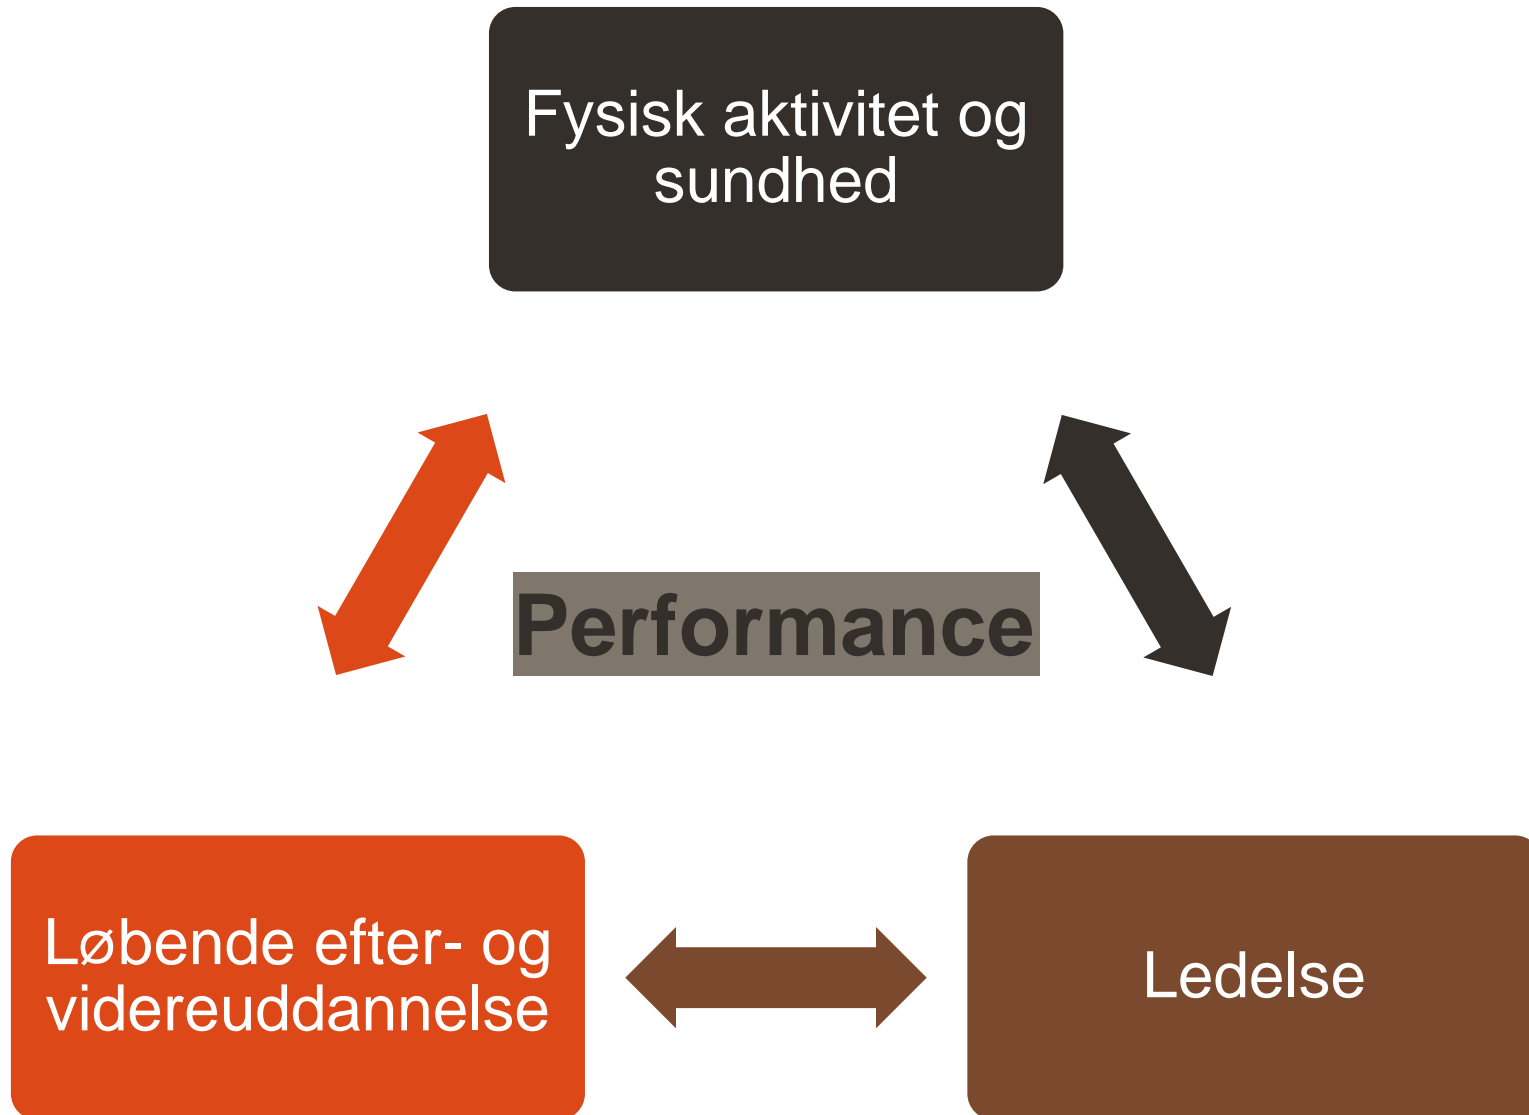 Fysisk aktivitet og
sundhed
Performance
Løbende efter- og
videreuddannelse
Ledelse